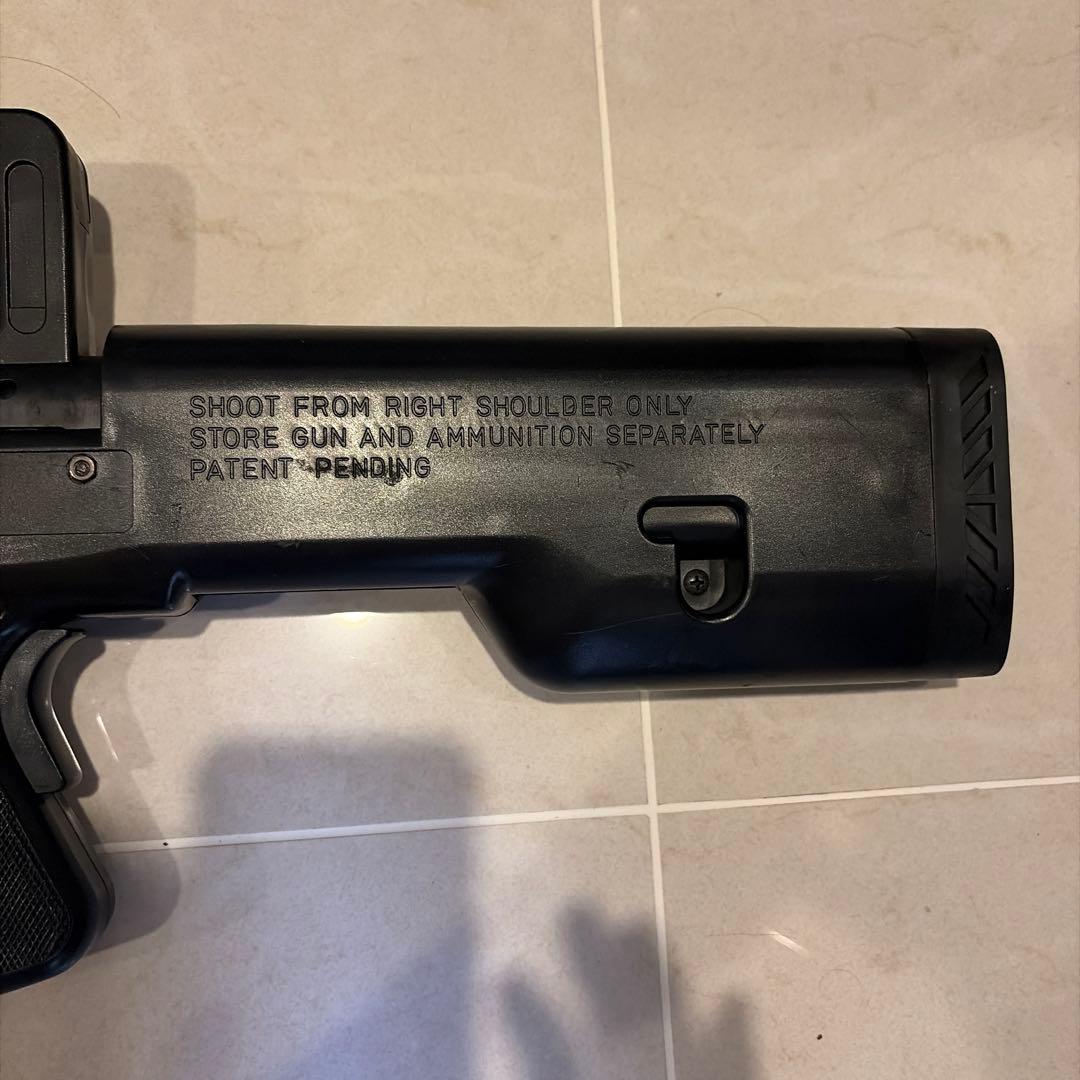 SHOOT FROM RIGHT SHOULDER ONLY
STORE GUN AND AMMUNITION SEPARATELY
PATENT PENDING